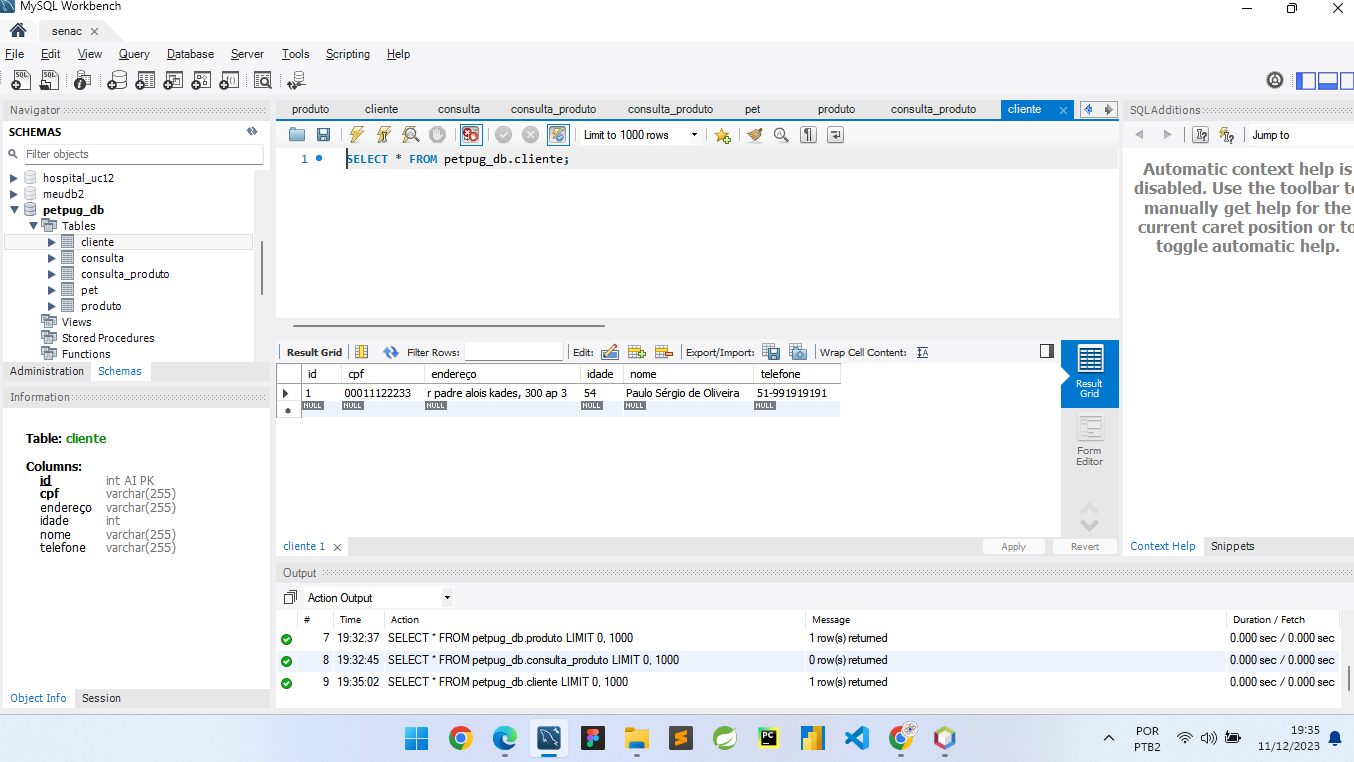 MySQL Workbench
senac
File Edit View Query Database Server Tools Scripting Help
Navigator
SCHEMAS
Filter objects
hospital_uc12
meudb2
petpug_db
Tables
cliente
consulta
consulta_produto
pet
produto
Views
Stored Procedures
Functions
Administration Schemas
Information
Table: cliente
Columns:
id int AI PK
cpf varchar(255)
endereço varchar(255)
idade int
nome varchar(255)
telefone varchar(255)
Object Info Session
produto cliente consulta consulta_produto consulta_produto pet produto consulta_produto cliente
Limit to 1000 rows
1 SELECT * FROM petpug_db.cliente;
Result Grid Filter Rows: Edit: Export/Import: Wrap Cell Content:
id cpf endereço idade nome telefone
1 00011122233 r padre alois kades, 300 ap 3 54 Paulo Sérgio de Oliveira 51-991919191
NULL NULL NULL NULL NULL NULL
Result
Grid
Form
Editor
cliente 1
Apply Revert
SQLAdditions
Jump to
Automatic context help is
disabled. Use the toolbar to
manually get help for the
current caret position or to
toggle automatic help.
Context Help Snippets
Output
Action Output
# Time Action Message Duration / Fetch
7 19:32:37 SELECT * FROM petpug_db.produto LIMIT 0, 1000 1 row(s) returned 0.000 sec / 0.000 sec
8 19:32:45 SELECT * FROM petpug_db.consulta_produto LIMIT 0, 1000 0 row(s) returned 0.000 sec / 0.000 sec
9 19:35:02 SELECT * FROM petpug_db.cliente LIMIT 0, 1000 1 row(s) returned 0.000 sec / 0.000 sec
POR
PTB2
19:35
11/12/2023